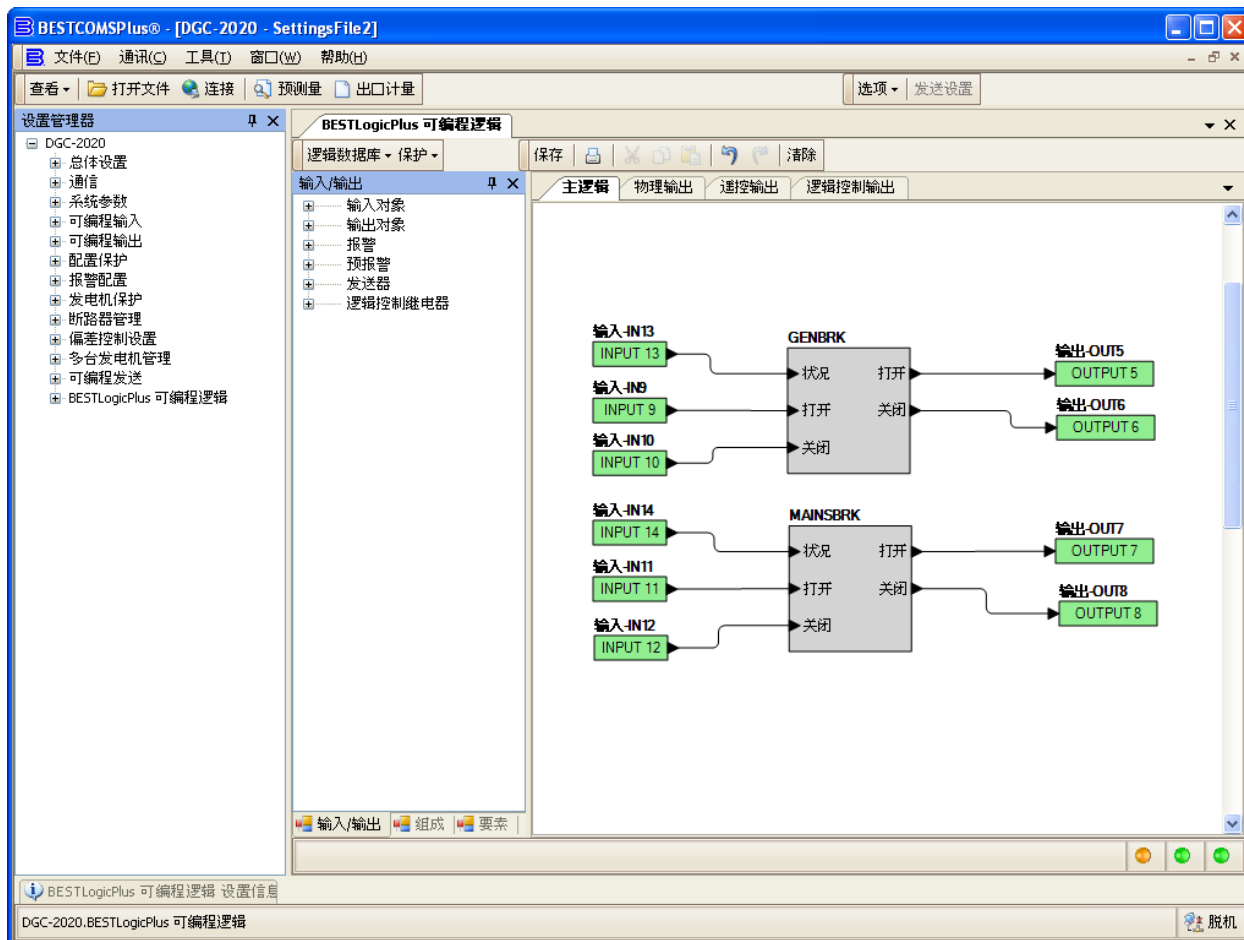 BESTCOMSPlus® - [DGC-2020 - SettingsFile2]
文件(F) 通讯(C) 工具(T) 窗口(W) 帮助(H)
查看 打开文件 连接 预测量 出口计量 选项 发送设置
设置管理器
DGC-2020
总体设置
通信
系统参数
可编程输入
可编程输出
配置保护
报警配置
发电机保护
断路器管理
偏差控制设置
多台发电机管理
可编程发送
BESTLogicPlus 可编程逻辑
BESTLogicPlus 可编程逻辑
逻辑数据库 保护 保存 清除
输入/输出
输入对象
输出对象
报警
预报警
发送器
逻辑控制继电器
输入/输出 组成 要素
主逻辑 物理输出 遥控输出 逻辑控制输出
输入-IN13
INPUT 13
输入-IN9
INPUT 9
输入-IN10
INPUT 10
GENBRK
状况 打开
打开 关闭
关闭
输出-OUT5
OUTPUT 5
输出-OUT6
OUTPUT 6
输入-IN14
INPUT 14
输入-IN11
INPUT 11
输入-IN12
INPUT 12
MAINSBRK
状况 打开
打开 关闭
关闭
输出-OUT7
OUTPUT 7
输出-OUT8
OUTPUT 8
BESTLogicPlus 可编程逻辑 设置信息
DGC-2020.BESTLogicPlus 可编程逻辑 脱机